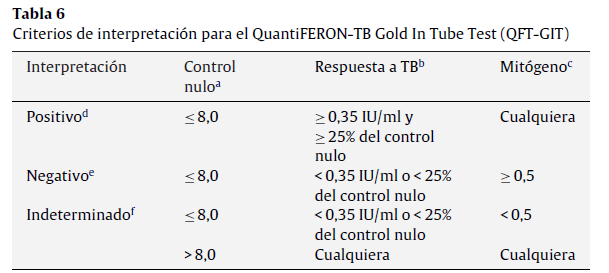 Tabla 6
Criterios de interpretación para el QuantiFERON-TB Gold In Tube Test (QFT-GIT)
Interpretación Control Respuesta a TBᵇ Mitógenoᶜ
nuloᵃ
Positivoᵈ ≤ 8,0 ≥ 0,35 IU/ml y Cualquiera
≥ 25% del control
nulo
Negativoᵉ ≤ 8,0 < 0,35 IU/ml o < 25% ≥ 0,5
del control nulo
Indeterminadoᶠ ≤ 8,0 < 0,35 IU/ml o < 25% < 0,5
del control nulo
> 8,0 Cualquiera Cualquiera